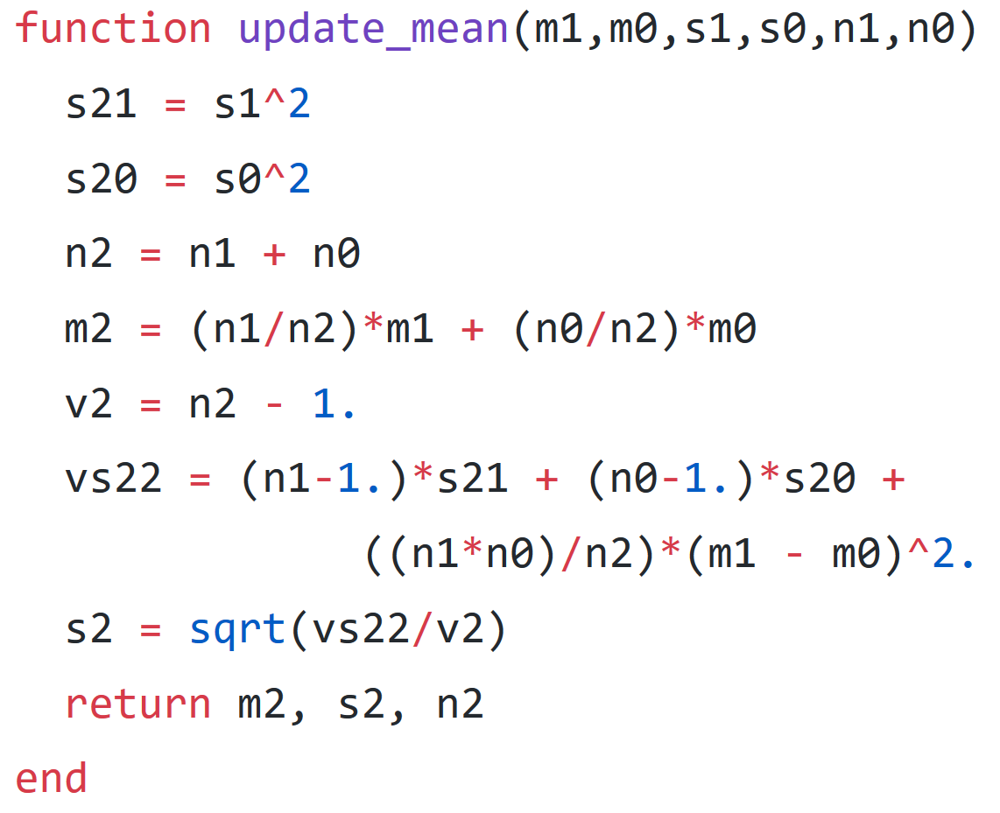 function update_mean(m1,m0,s1,s0,n1,n0)
  s21 = s1^2
  s20 = s0^2
  n2 = n1 + n0
  m2 = (n1/n2)*m1 + (n0/n2)*m0
  v2 = n2 - 1.
  vs22 = (n1-1.)*s21 + (n0-1.)*s20 +
              ((n1*n0)/n2)*(m1 - m0)^2.
  s2 = sqrt(vs22/v2)
  return m2, s2, n2
end